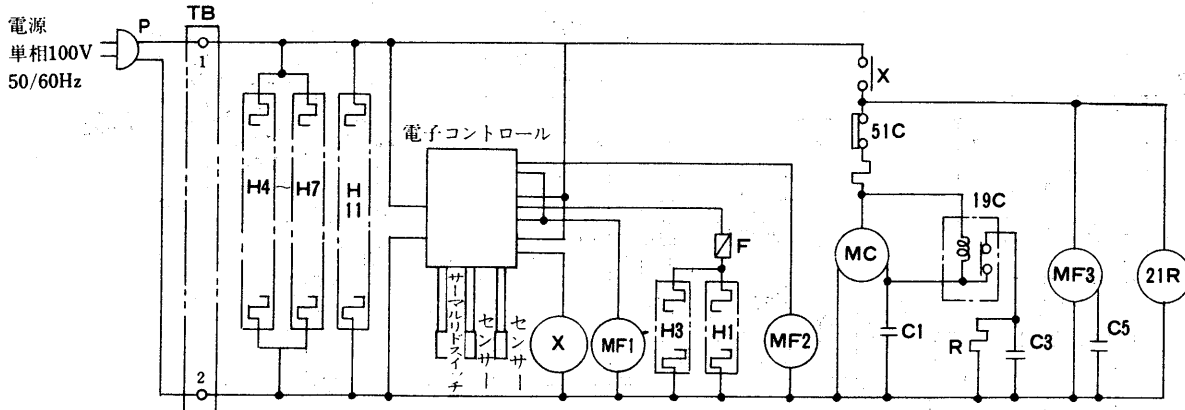 電源
単相100V
50/60Hz
P
TB
1
2
H4～H7
H
11
電子コントロール
サーマルリードスイッチ
センサー
センサー
X
MF1
H3
H1
F
MF2
X
51C
MC
19C
C1
R
C3
MF3
C5
21R